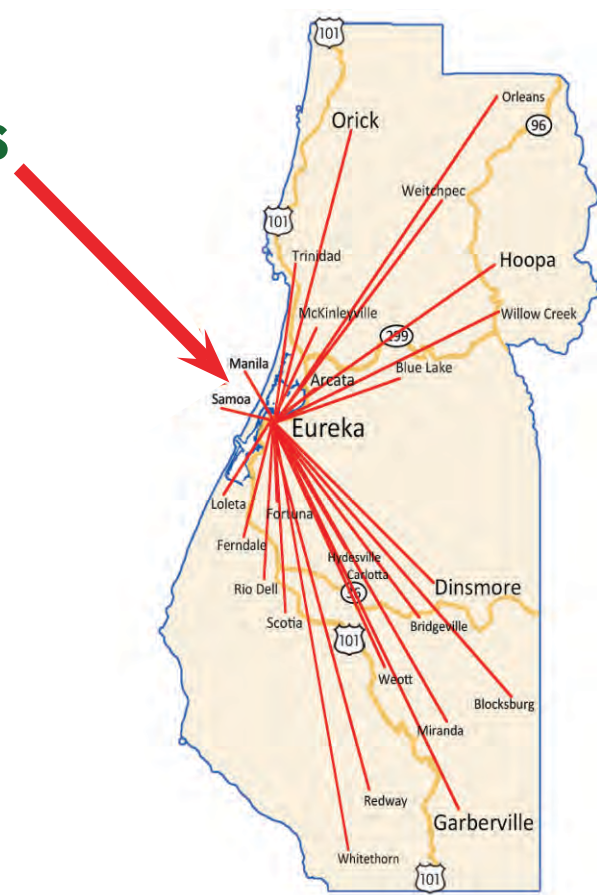 101
Orleans
96
Orick
s
Weitchpec
101
Trinidad
Hoopa
McKinleyville
Willow Creek
299
Manila
Blue Lake
Arcata
Samoa
Eureka
Loleta
Fortuna
Ferndale
Hydesville
Carlotta
Rio Dell
Dinsmore
36
Scotia
Bridgeville
101
Weott
Blocksburg
Miranda
Redway
Garberville
Whitethorn
101